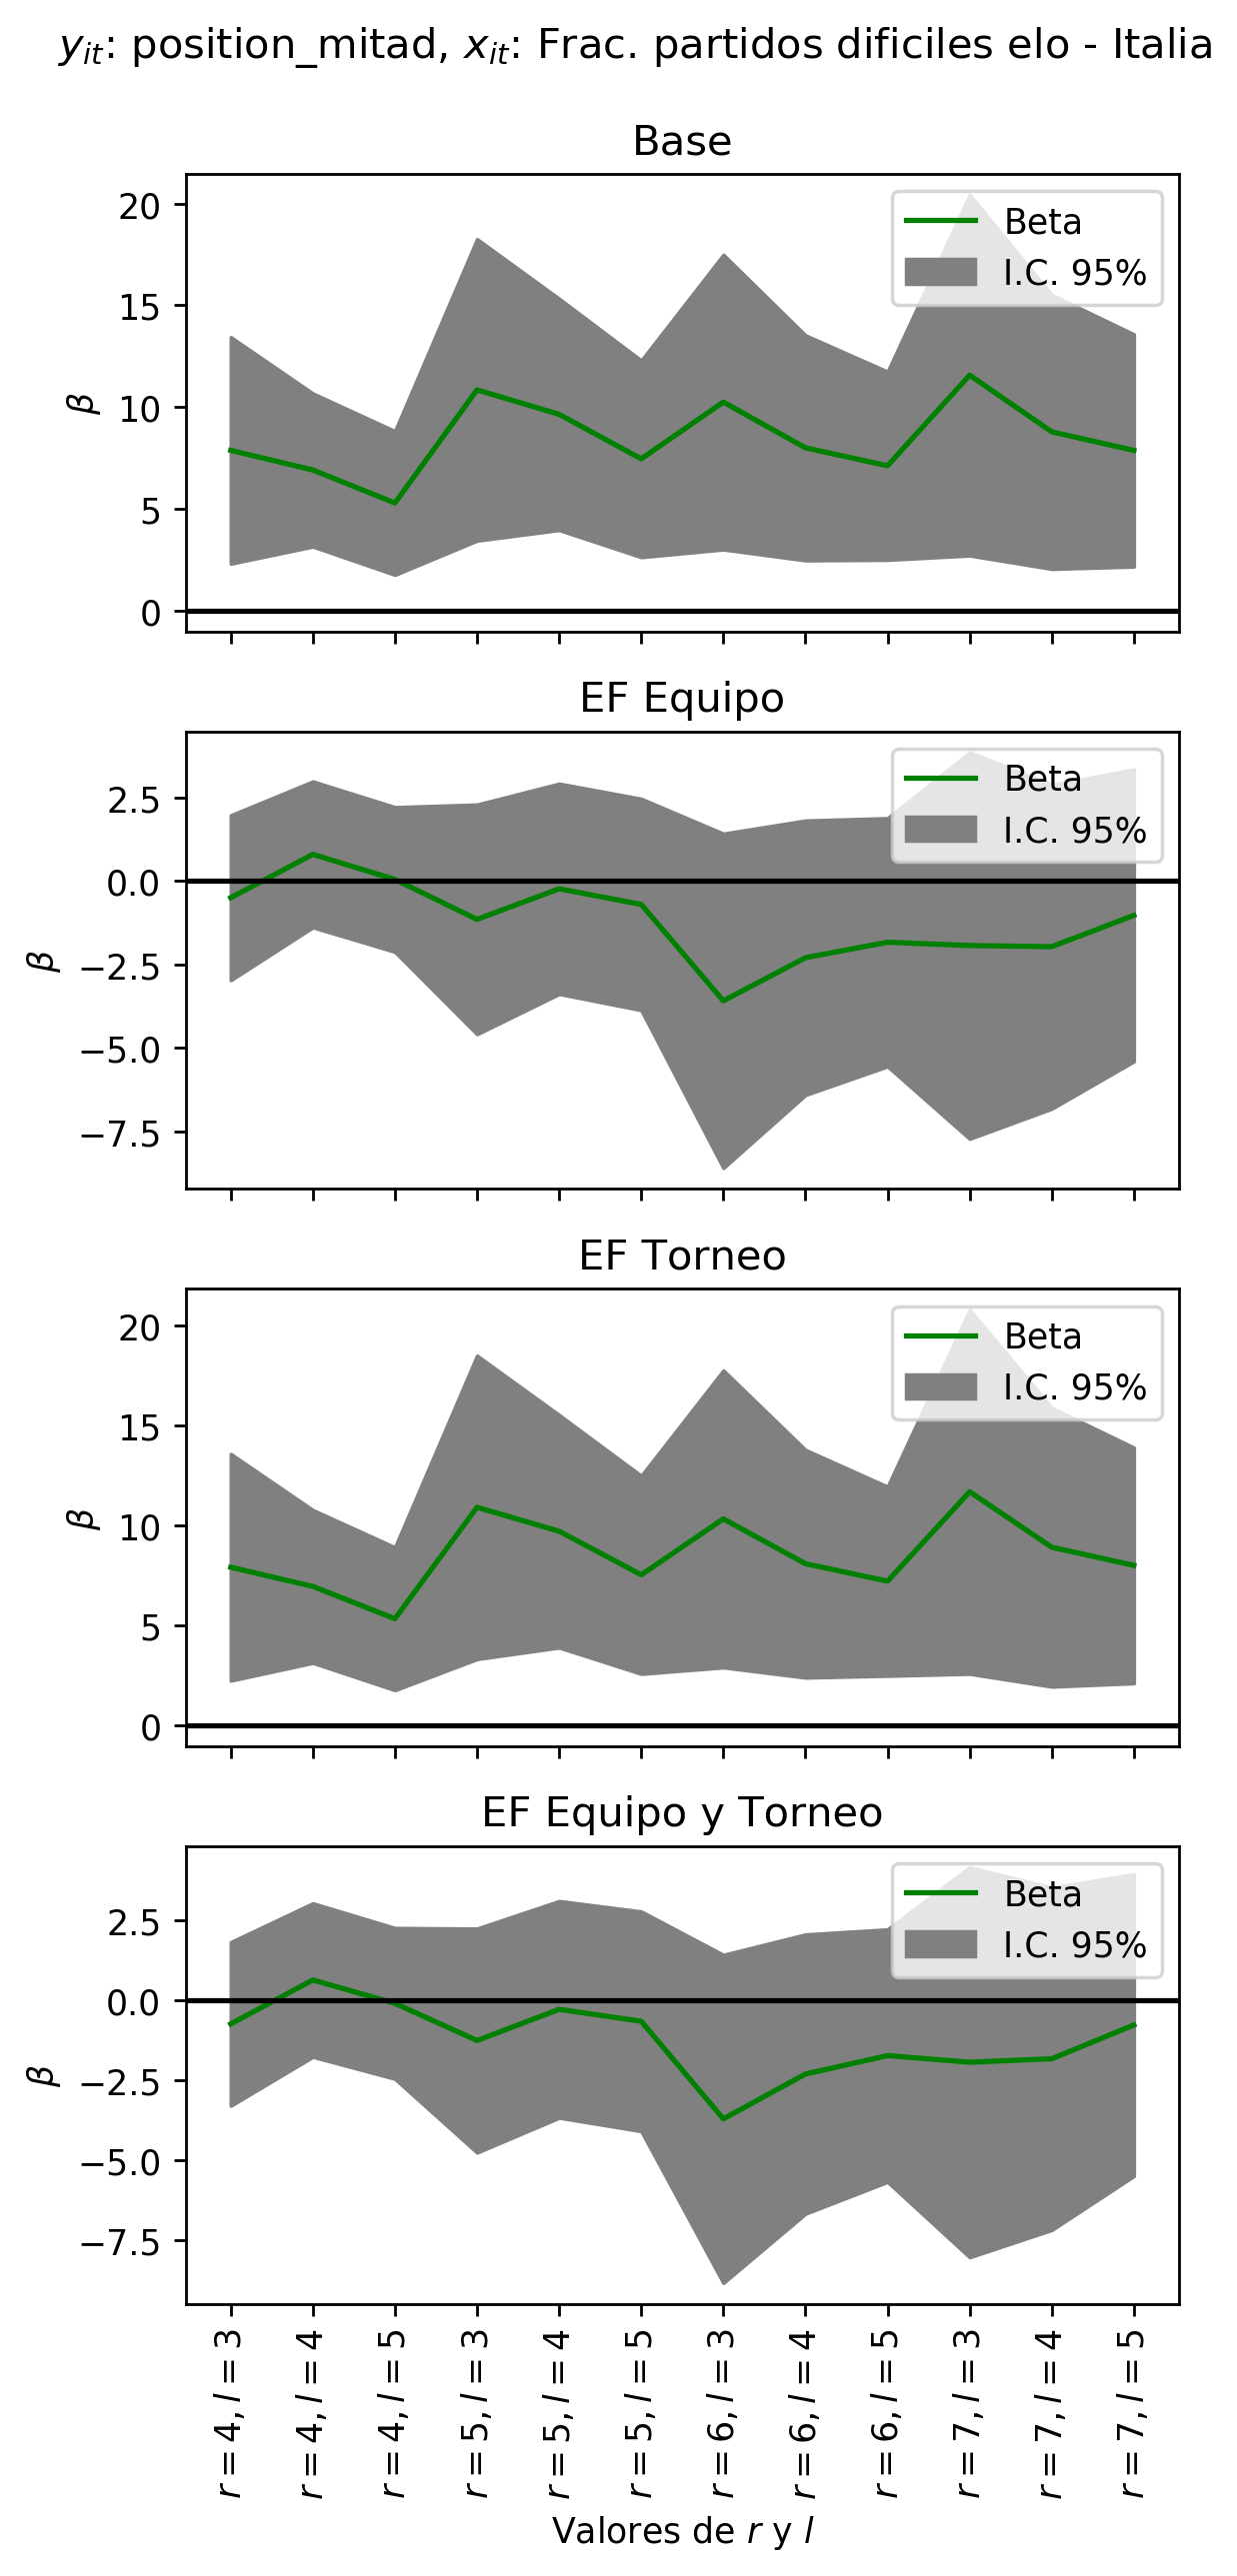 y_it: position_mitad, x_it: Frac. partidos dificiles elo - Italia
Base
20
15
10
5
0
β
Beta
I.C. 95%
EF Equipo
2.5
0.0
−2.5
−5.0
−7.5
β
Beta
I.C. 95%
EF Torneo
20
15
10
5
0
β
Beta
I.C. 95%
EF Equipo y Torneo
2.5
0.0
−2.5
−5.0
−7.5
β
Beta
I.C. 95%
r = 4, l = 3
r = 4, l = 4
r = 4, l = 5
r = 5, l = 3
r = 5, l = 4
r = 5, l = 5
r = 6, l = 3
r = 6, l = 4
r = 6, l = 5
r = 7, l = 3
r = 7, l = 4
r = 7, l = 5
Valores de r y l